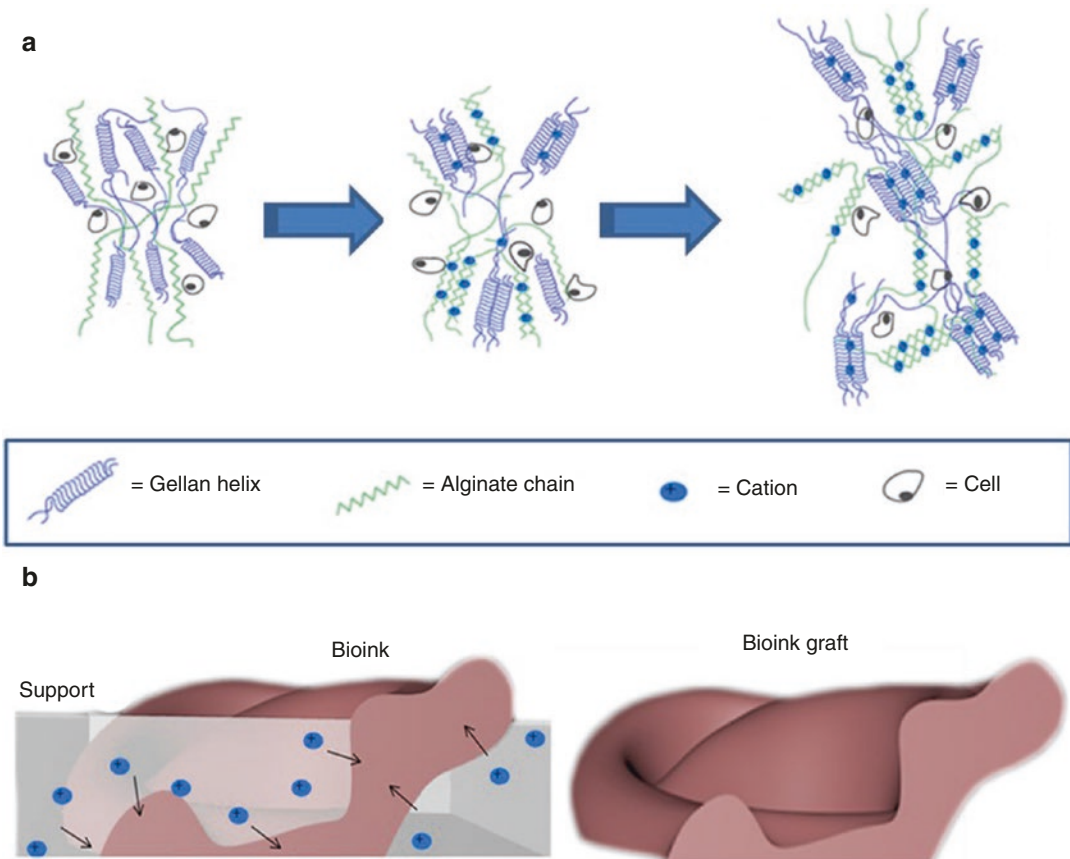 a
= Gellan helix
= Alginate chain
+ = Cation
= Cell
b
Support
Bioink
Bioink graft
+
+
+
+
+
+
+
+
+